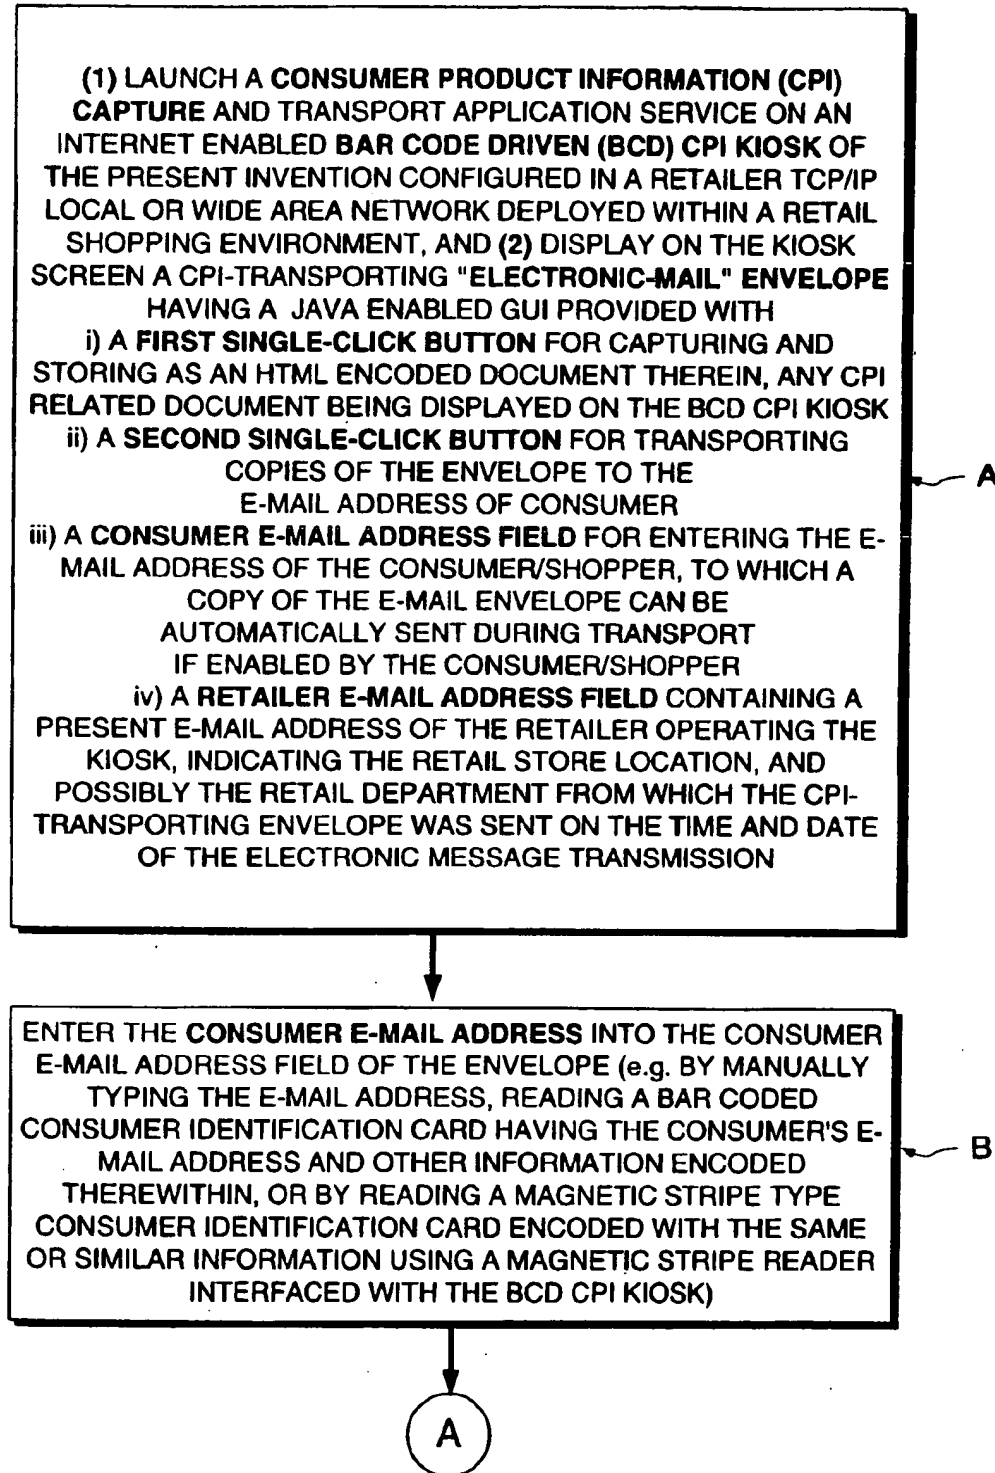 (1) LAUNCH A CONSUMER PRODUCT INFORMATION (CPI)
CAPTURE AND TRANSPORT APPLICATION SERVICE ON AN
INTERNET ENABLED BAR CODE DRIVEN (BCD) CPI KIOSK OF
THE PRESENT INVENTION CONFIGURED IN A RETAILER TCP/IP
LOCAL OR WIDE AREA NETWORK DEPLOYED WITHIN A RETAIL
SHOPPING ENVIRONMENT, AND (2) DISPLAY ON THE KIOSK
SCREEN A CPI-TRANSPORTING "ELECTRONIC-MAIL" ENVELOPE
HAVING A JAVA ENABLED GUI PROVIDED WITH
i) A FIRST SINGLE-CLICK BUTTON FOR CAPTURING AND
STORING AS AN HTML ENCODED DOCUMENT THEREIN, ANY CPI
RELATED DOCUMENT BEING DISPLAYED ON THE BCD CPI KIOSK
ii) A SECOND SINGLE-CLICK BUTTON FOR TRANSPORTING
COPIES OF THE ENVELOPE TO THE
E-MAIL ADDRESS OF CONSUMER
iii) A CONSUMER E-MAIL ADDRESS FIELD FOR ENTERING THE E-
MAIL ADDRESS OF THE CONSUMER/SHOPPER, TO WHICH A
COPY OF THE E-MAIL ENVELOPE CAN BE
AUTOMATICALLY SENT DURING TRANSPORT
IF ENABLED BY THE CONSUMER/SHOPPER
iv) A RETAILER E-MAIL ADDRESS FIELD CONTAINING A
PRESENT E-MAIL ADDRESS OF THE RETAILER OPERATING THE
KIOSK, INDICATING THE RETAIL STORE LOCATION, AND
POSSIBLY THE RETAIL DEPARTMENT FROM WHICH THE CPI-
TRANSPORTING ENVELOPE WAS SENT ON THE TIME AND DATE
OF THE ELECTRONIC MESSAGE TRANSMISSION
A
ENTER THE CONSUMER E-MAIL ADDRESS INTO THE CONSUMER
E-MAIL ADDRESS FIELD OF THE ENVELOPE (e.g. BY MANUALLY
TYPING THE E-MAIL ADDRESS, READING A BAR CODED
CONSUMER IDENTIFICATION CARD HAVING THE CONSUMER'S E-
MAIL ADDRESS AND OTHER INFORMATION ENCODED
THEREWITHIN, OR BY READING A MAGNETIC STRIPE TYPE
CONSUMER IDENTIFICATION CARD ENCODED WITH THE SAME
OR SIMILAR INFORMATION USING A MAGNETIC STRIPE READER
INTERFACED WITH THE BCD CPI KIOSK)
B
A